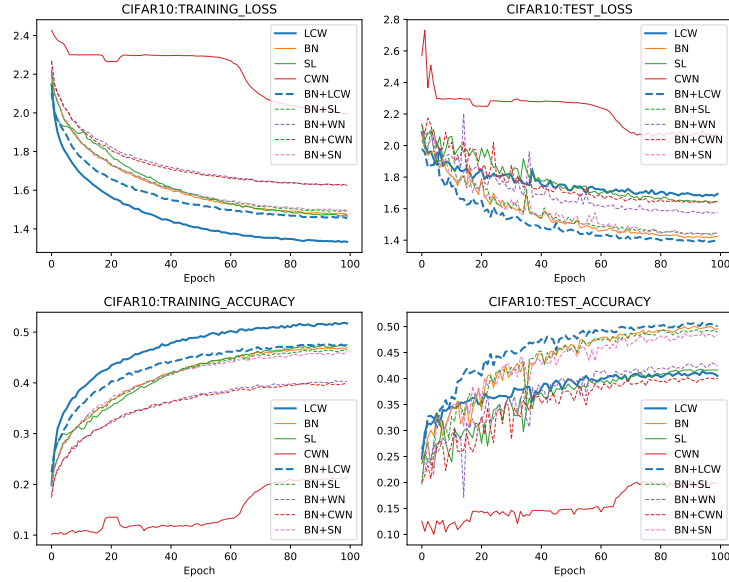 CIFAR10:TRAINING_LOSS
2.4
2.2
2.0
1.8
1.6
1.4
0
20
40
60
80
100
Epoch
LCW
BN
SL
CWN
BN+LCW
BN+SL
BN+WN
BN+CWN
BN+SN
CIFAR10:TEST_LOSS
2.8
2.6
2.4
2.2
2.0
1.8
1.6
1.4
0
20
40
60
80
100
Epoch
LCW
BN
SL
CWN
BN+LCW
BN+SL
BN+WN
BN+CWN
BN+SN
CIFAR10:TRAINING_ACCURACY
0.5
0.4
0.3
0.2
0.1
0
20
40
60
80
100
Epoch
LCW
BN
SL
CWN
BN+LCW
BN+SL
BN+WN
BN+CWN
BN+SN
CIFAR10:TEST_ACCURACY
0.50
0.45
0.40
0.35
0.30
0.25
0.20
0.15
0.10
0
20
40
60
80
100
Epoch
LCW
BN
SL
CWN
BN+LCW
BN+SL
BN+WN
BN+CWN
BN+SN